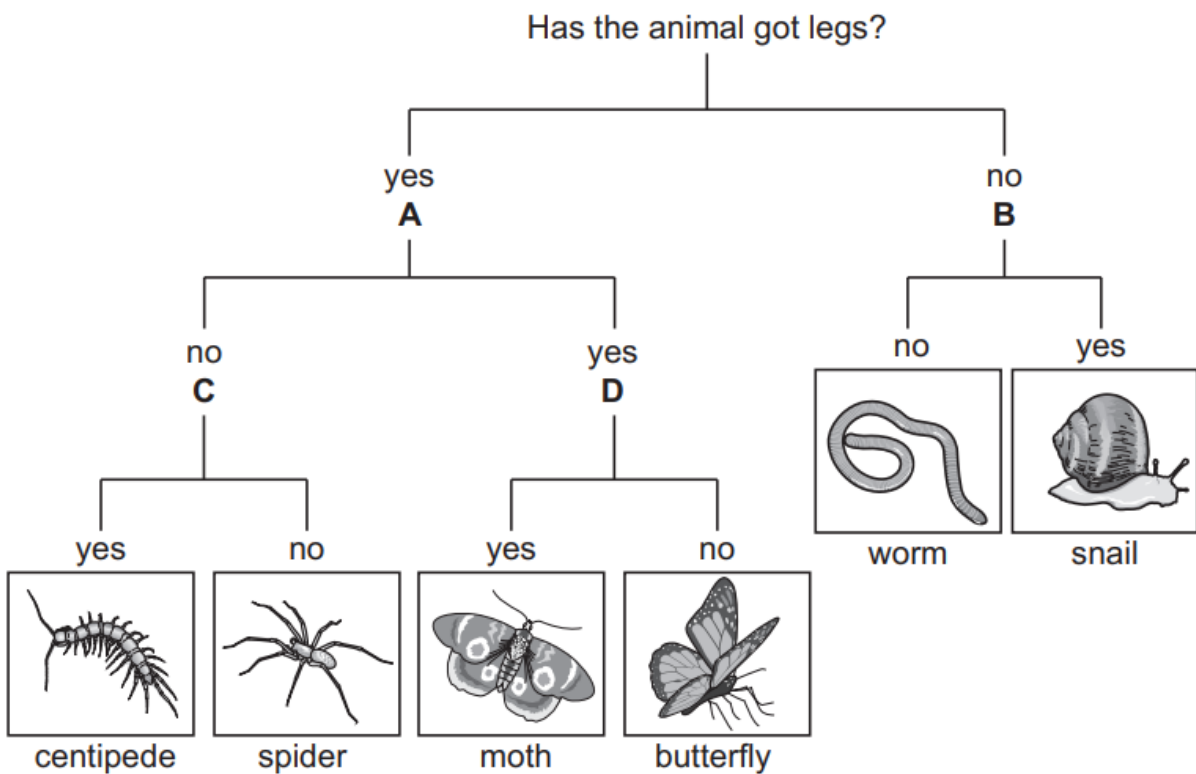 Has the animal got legs?
yes
A
no
B
no
C
yes
D
no
yes
worm
snail
yes
no
yes
no
centipede
spider
moth
butterfly